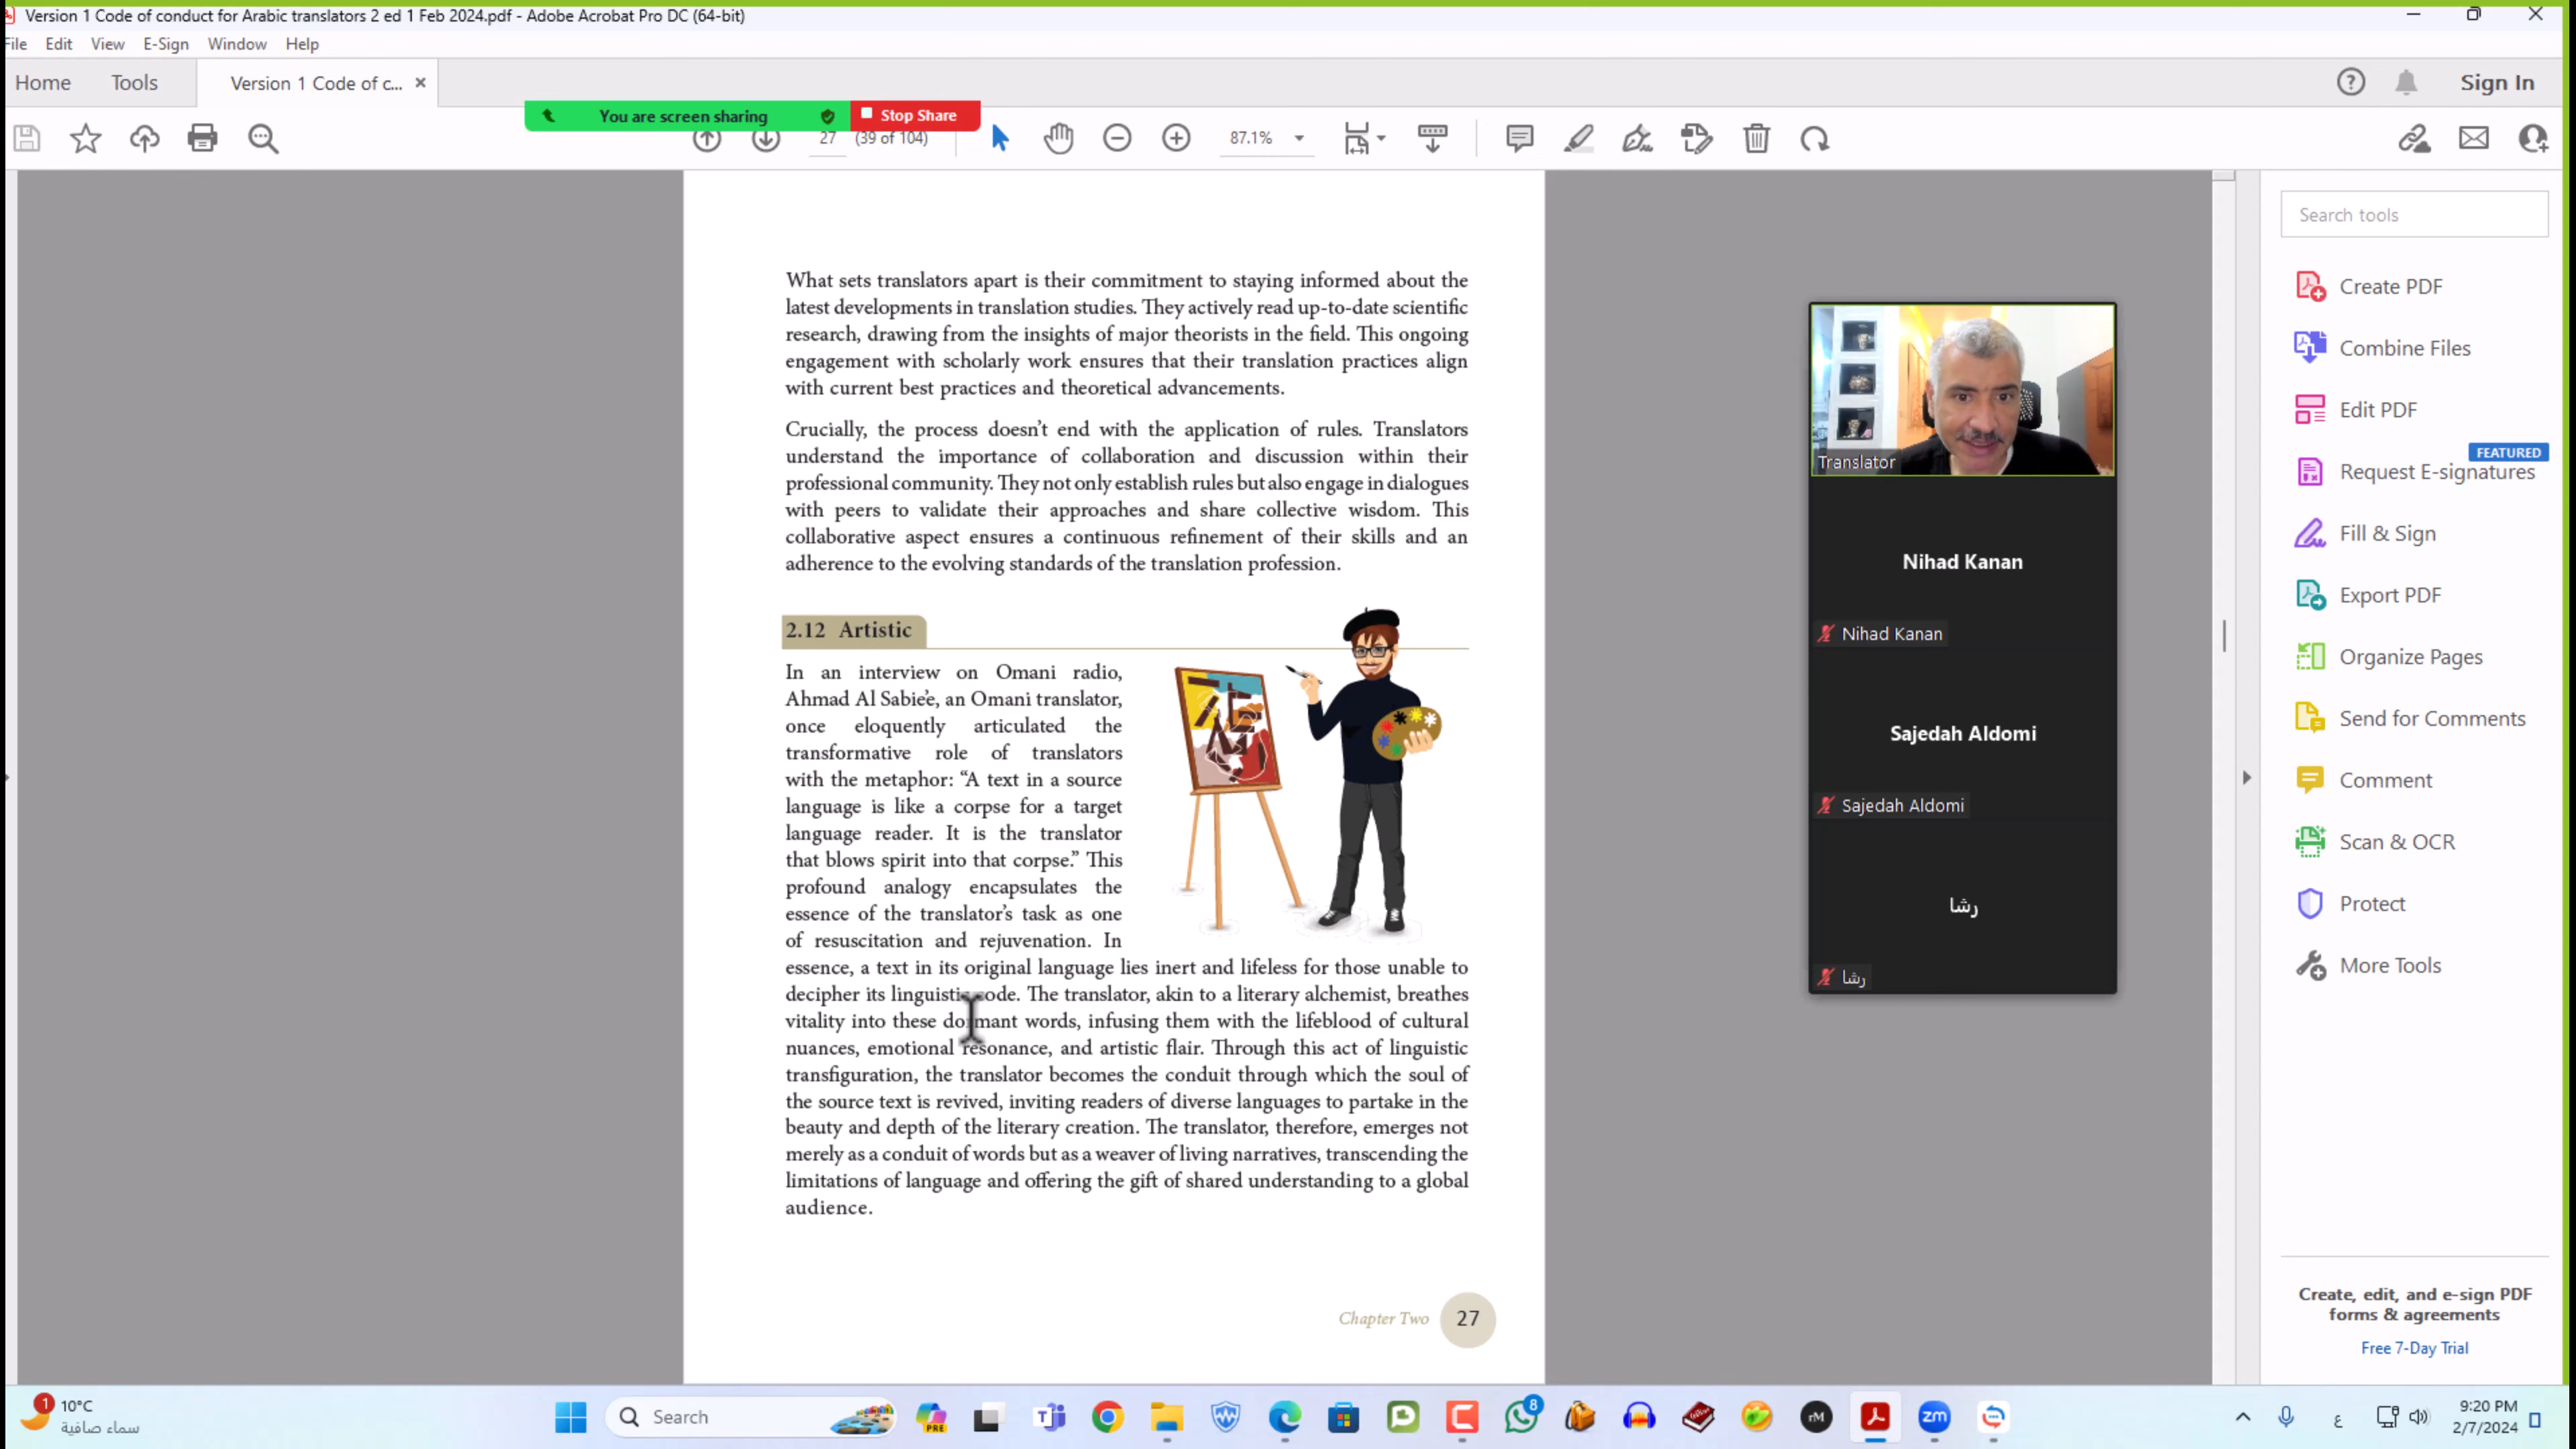 Version 1 Code of conduct for Arabic translators 2 ed 1 Feb 2024.pdf - Adobe Acrobat Pro DC (64-bit)
File Edit View E-Sign Window Help
Home Tools Version 1 Code of c... × Sign In
You are screen sharing Stop Share
27 (39 of 104) 87.1%
What sets translators apart is their commitment to staying informed about the
latest developments in translation studies. They actively read up-to-date scientific
research, drawing from the insights of major theorists in the field. This ongoing
engagement with scholarly work ensures that their translation practices align
with current best practices and theoretical advancements.
Crucially, the process doesn't end with the application of rules. Translators
understand the importance of collaboration and discussion within their
professional community. They not only establish rules but also engage in dialogues
with peers to validate their approaches and share collective wisdom. This
collaborative aspect ensures a continuous refinement of their skills and an
adherence to the evolving standards of the translation profession.
2.12 Artistic
In an interview on Omani radio,
Ahmad Al Sabie'e, an Omani translator,
once eloquently articulated the
transformative role of translators
with the metaphor: "A text in a source
language is like a corpse for a target
language reader. It is the translator
that blows spirit into that corpse." This
profound analogy encapsulates the
essence of the translator's task as one
of resuscitation and rejuvenation. In
essence, a text in its original language lies inert and lifeless for those unable to
decipher its linguistic code. The translator, akin to a literary alchemist, breathes
vitality into these dormant words, infusing them with the lifeblood of cultural
nuances, emotional resonance, and artistic flair. Through this act of linguistic
transfiguration, the translator becomes the conduit through which the soul of
the source text is revived, inviting readers of diverse languages to partake in the
beauty and depth of the literary creation. The translator, therefore, emerges not
merely as a conduit of words but as a weaver of living narratives, transcending the
limitations of language and offering the gift of shared understanding to a global
audience.
Chapter Two 27
Translator
Nihad Kanan
Nihad Kanan
Sajedah Aldomi
Sajedah Aldomi
رشا
رشا
Search tools
Create PDF
Combine Files
Edit PDF
FEATURED
Request E-signatures
Fill & Sign
Export PDF
Organize Pages
Send for Comments
Comment
Scan & OCR
Protect
More Tools
Create, edit, and e-sign PDF
forms & agreements
Free 7-Day Trial
1 10°C
سماء صافية
Search
PRE
8
rM
zm
ع
9:20 PM
2/7/2024